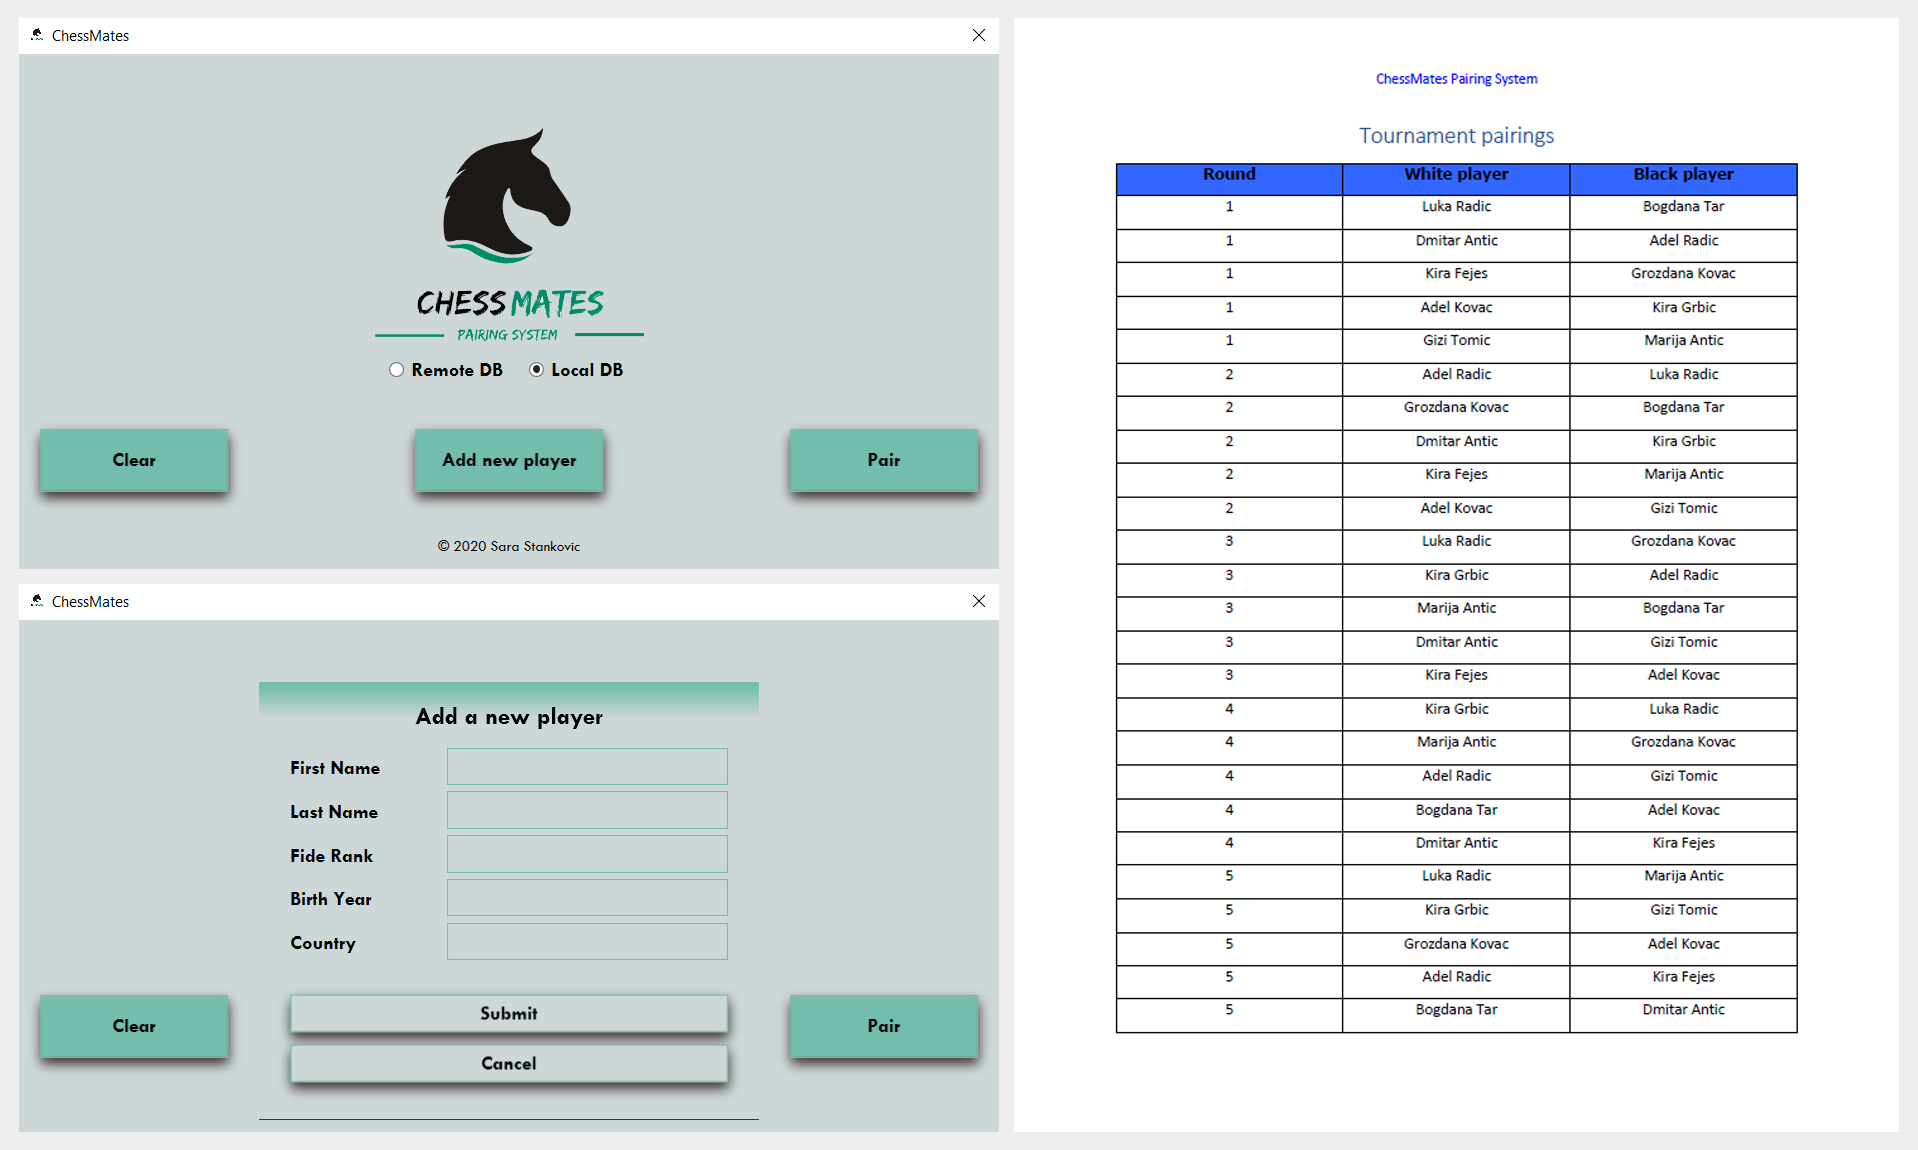 ChessMates
CHESS MATES
PAIRING SYSTEM
Remote DB Local DB
Clear Add new player Pair
© 2020 Sara Stankovic
ChessMates
Add a new player
First Name
Last Name
Fide Rank
Birth Year
Country
Submit
Clear Pair
Cancel
ChessMates Pairing System
Tournament pairings
Round White player Black player
1 Luka Radic Bogdana Tar
1 Dmitar Antic Adel Radic
1 Kira Fejes Grozdana Kovac
1 Adel Kovac Kira Grbic
1 Gizi Tomic Marija Antic
2 Adel Radic Luka Radic
2 Grozdana Kovac Bogdana Tar
2 Dmitar Antic Kira Grbic
2 Kira Fejes Marija Antic
2 Adel Kovac Gizi Tomic
3 Luka Radic Grozdana Kovac
3 Kira Grbic Adel Radic
3 Marija Antic Bogdana Tar
3 Dmitar Antic Gizi Tomic
3 Kira Fejes Adel Kovac
4 Kira Grbic Luka Radic
4 Marija Antic Grozdana Kovac
4 Adel Radic Gizi Tomic
4 Bogdana Tar Adel Kovac
4 Dmitar Antic Kira Fejes
5 Luka Radic Marija Antic
5 Kira Grbic Gizi Tomic
5 Grozdana Kovac Adel Kovac
5 Adel Radic Kira Fejes
5 Bogdana Tar Dmitar Antic